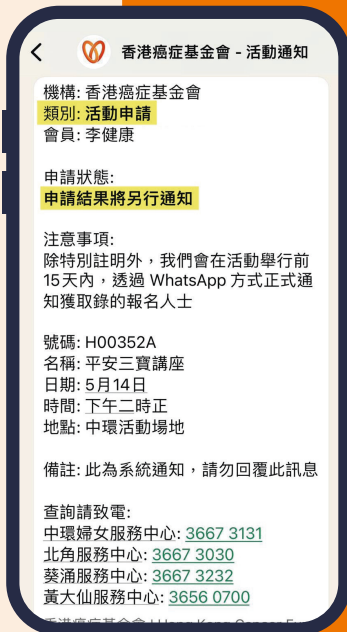 香港癌症基金會 - 活動通知
機構: 香港癌症基金會
類別: 活動申請
會員: 李健康
申請狀態:
申請結果將另行通知
注意事項:
除特別註明外，我們會在活動舉行前
15天內，透過 WhatsApp 方式正式通
知獲取錄的報名人士
號碼: H00352A
名稱: 平安三寶講座
日期: 5月14日
時間: 下午二時正
地點: 中環活動場地
備註: 此為系統通知，請勿回覆此訊息
查詢請致電:
中環婦女服務中心: 3667 3131
北角服務中心: 3667 3030
葵涌服務中心: 3667 3232
黃大仙服務中心: 3656 0700